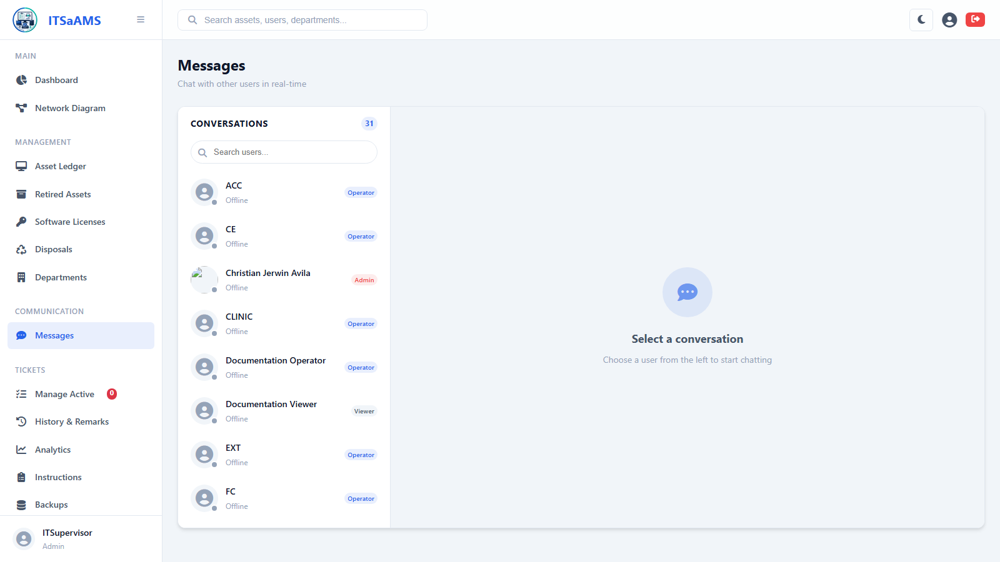 ITSaAMS
Search assets, users, departments...
MAIN
Dashboard
Network Diagram
MANAGEMENT
Asset Ledger
Retired Assets
Software Licenses
Disposals
Departments
COMMUNICATION
Messages
TICKETS
Manage Active 0
History & Remarks
Analytics
Instructions
Backups
ITSupervisor
Admin
Messages
Chat with other users in real-time
CONVERSATIONS 31
Search users...
ACC
Offline
Operator
CE
Offline
Operator
Christian Jerwin Avila
Offline
Admin
CLINIC
Offline
Operator
Documentation Operator
Offline
Operator
Documentation Viewer
Offline
Viewer
EXT
Offline
Operator
FC
Offline
Operator
Select a conversation
Choose a user from the left to start chatting